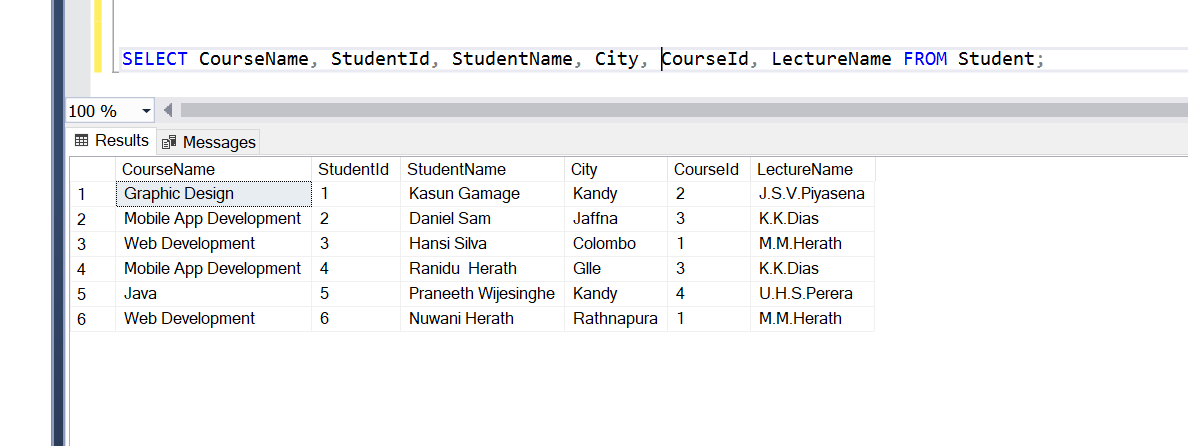 SELECT CourseName, StudentId, StudentName, City, CourseId, LectureName FROM Student;
100 %
Results Messages
CourseName StudentId StudentName City CourseId LectureName
1 Graphic Design 1 Kasun Gamage Kandy 2 J.S.V.Piyasena
2 Mobile App Development 2 Daniel Sam Jaffna 3 K.K.Dias
3 Web Development 3 Hansi Silva Colombo 1 M.M.Herath
4 Mobile App Development 4 Ranidu  Herath Glle 3 K.K.Dias
5 Java 5 Praneeth Wijesinghe Kandy 4 U.H.S.Perera
6 Web Development 6 Nuwani Herath Rathnapura 1 M.M.Herath